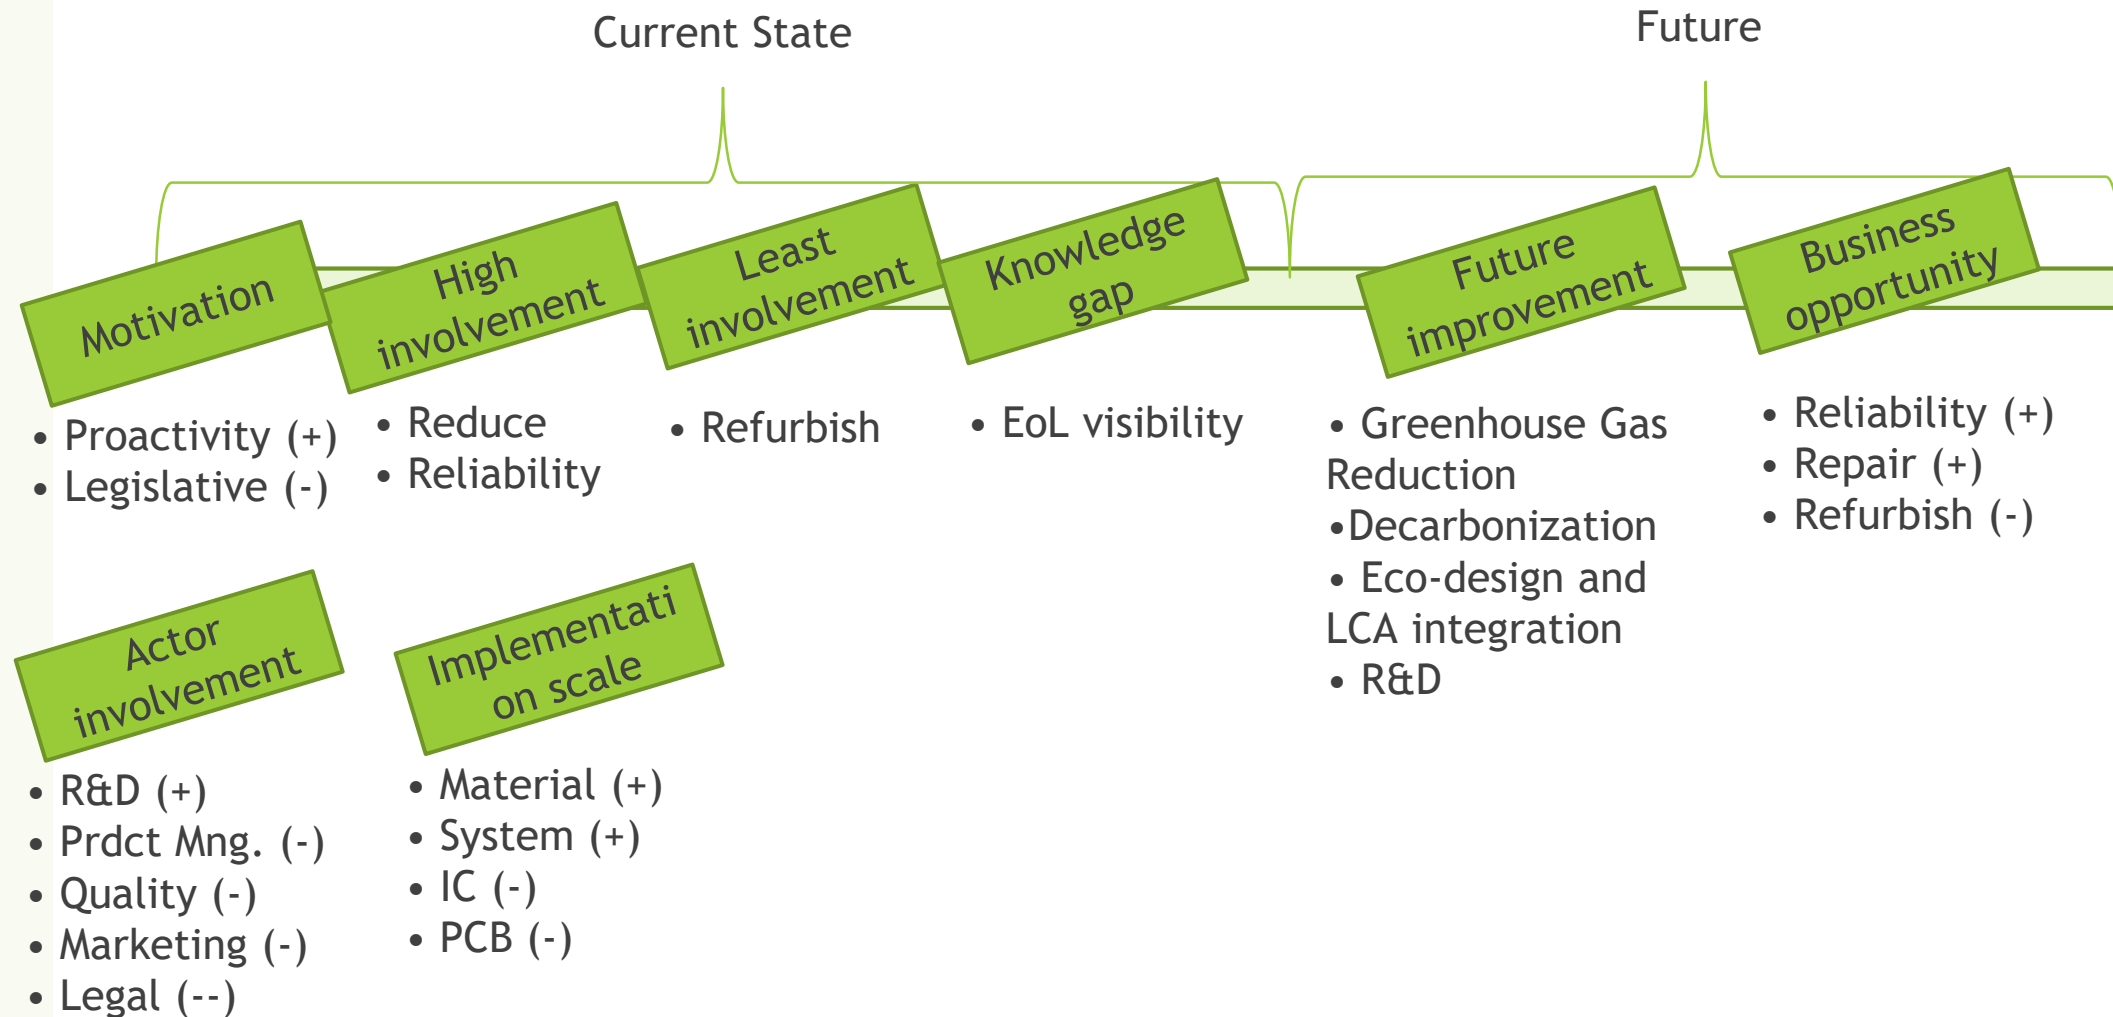 Current State
Future
Motivation
High
involvement
Least
involvement
Knowledge
gap
Future
improvement
Business
opportunity
• Proactivity (+)
• Legislative (-)
• Reduce
• Reliability
• Refurbish
• EoL visibility
• Greenhouse Gas
Reduction
•Decarbonization
• Eco-design and
LCA integration
• R&D
• Reliability (+)
• Repair (+)
• Refurbish (-)
Actor
involvement
Implementati
on scale
• R&D (+)
• Prdct Mng. (-)
• Quality (-)
• Marketing (-)
• Legal (--)
• Material (+)
• System (+)
• IC (-)
• PCB (-)